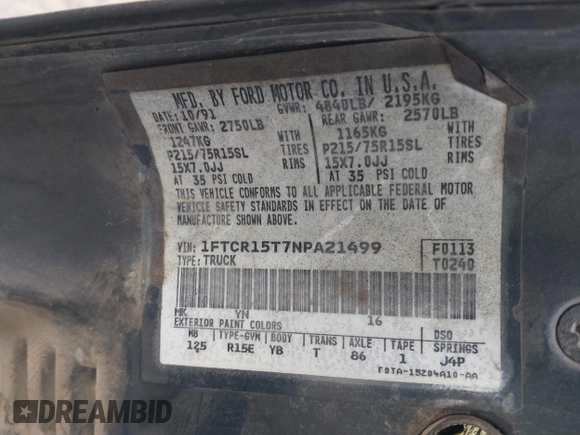 MFD. BY FORD MOTOR CO. IN U.S.A.
DATE: 10/91 GVWR: 4840LB/ 2195KG
FRONT GAWR: 2750LB REAR GAWR: 2570LB
1247KG WITH 1165KG WITH
P215/75R15SL TIRES P215/75R15SL TIRES
15X7.0JJ RIMS 15X7.0JJ RIMS
AT 35 PSI COLD AT 35 PSI COLD
THIS VEHICLE CONFORMS TO ALL APPLICABLE FEDERAL MOTOR
VEHICLE SAFETY STANDARDS IN EFFECT ON THE DATE OF
MANUFACTURE SHOWN ABOVE.
VIN: 1FTCR15T7NPA21499 F0113
TYPE: TRUCK T0240
MK YN 16
EXTERIOR PAINT COLORS DSO
WB TYPE-GVM BODY TRANS AXLE TAPE SPRINGS
125 R15E YB T 86 1 J4P
F0TA-15204A10-AA
DREAMBID